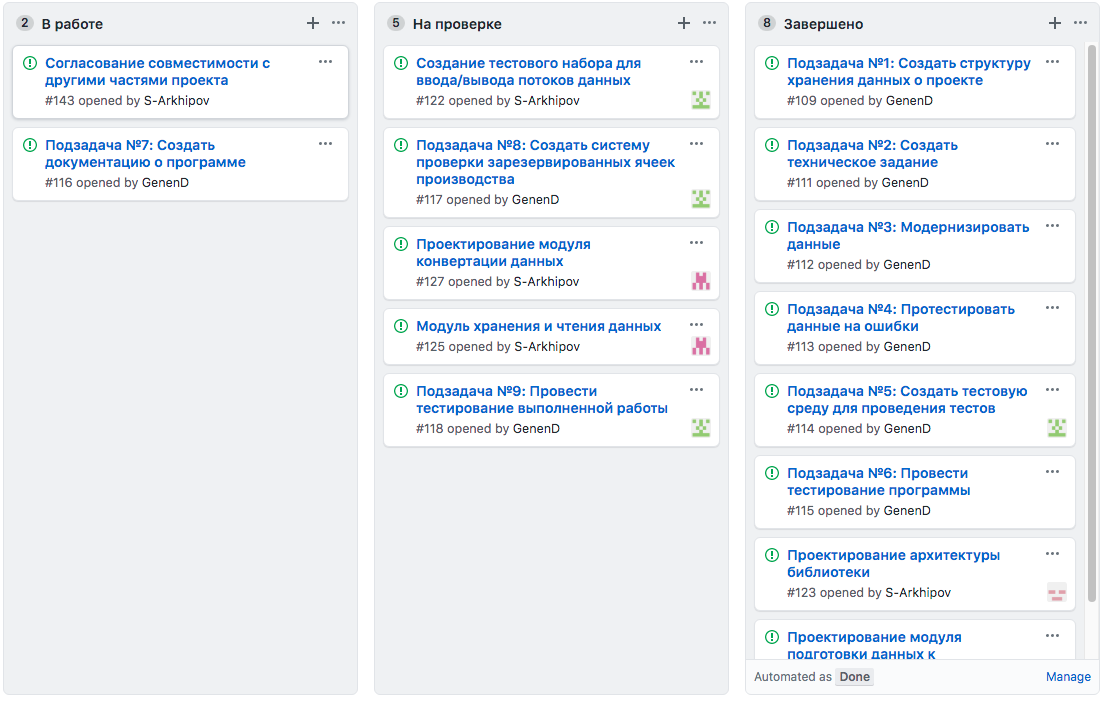 2 В работе
Согласование совместимости с
другими частями проекта
#143 opened by S-Arkhipov
Подзадача №7: Создать
документацию о программе
#116 opened by GenenD
5 На проверке
Создание тестового набора для
ввода/вывода потоков данных
#122 opened by S-Arkhipov
Подзадача №8: Создать систему
проверки зарезервированных ячеек
производства
#117 opened by GenenD
Проектирование модуля
конвертации данных
#127 opened by S-Arkhipov
Модуль хранения и чтения данных
#125 opened by S-Arkhipov
Подзадача №9: Провести
тестирование выполненной работы
#118 opened by GenenD
8 Завершено
Подзадача №1: Создать структуру
хранения данных о проекте
#109 opened by GenenD
Подзадача №2: Создать
техническое задание
#111 opened by GenenD
Подзадача №3: Модернизировать
данные
#112 opened by GenenD
Подзадача №4: Протестировать
данные на ошибки
#113 opened by GenenD
Подзадача №5: Создать тестовую
среду для проведения тестов
#114 opened by GenenD
Подзадача №6: Провести
тестирование программы
#115 opened by GenenD
Проектирование архитектуры
библиотеки
#123 opened by S-Arkhipov
Проектирование модуля
подготовки данных к
Automated as Done
Manage